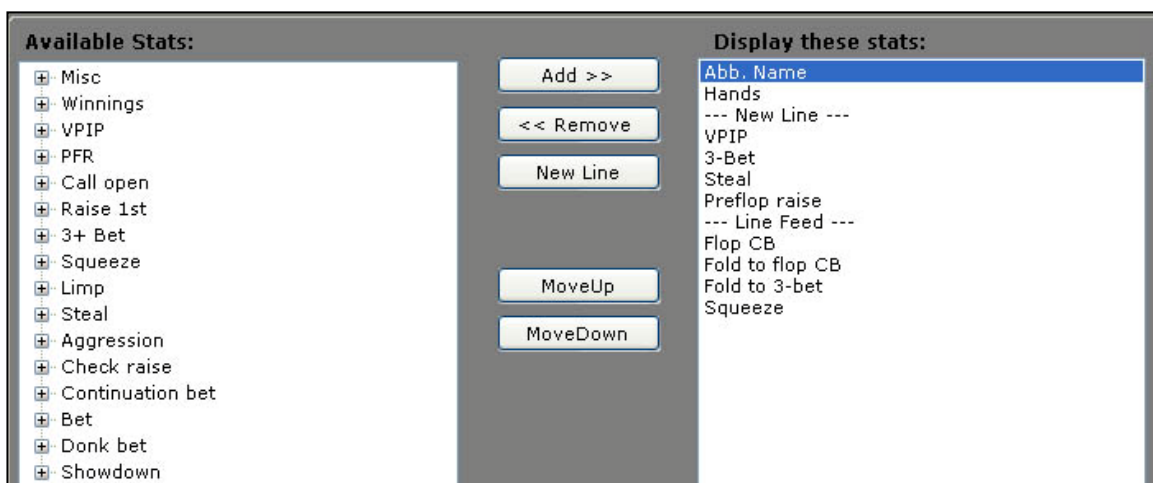 Available Stats:
Misc
Winnings
VPIP
PFR
Call open
Raise 1st
3+ Bet
Squeeze
Limp
Steal
Aggression
Check raise
Continuation bet
Bet
Donk bet
Showdown
Add >>
<< Remove
New Line
MoveUp
MoveDown
Display these stats:
Abb. Name
Hands
--- New Line ---
VPIP
3-Bet
Steal
Preflop raise
--- Line Feed ---
Flop CB
Fold to flop CB
Fold to 3-bet
Squeeze